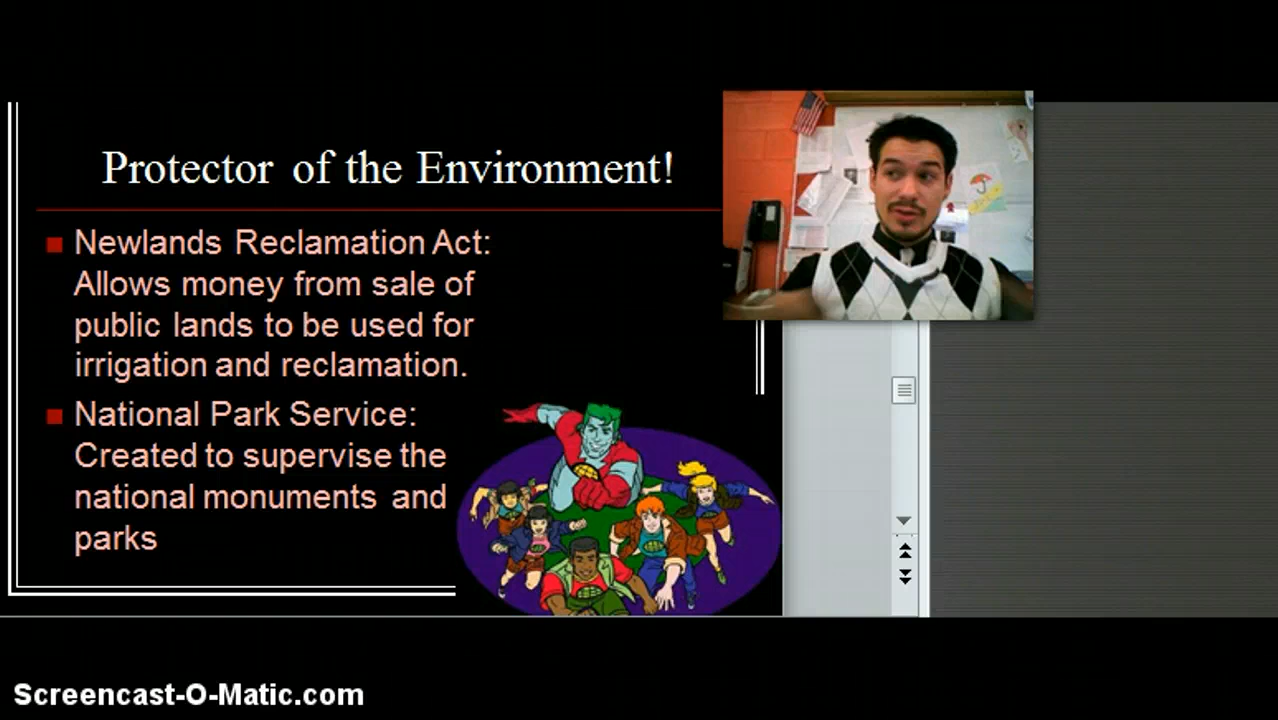 Protector of the Environment!
Newlands Reclamation Act:
Allows money from sale of
public lands to be used for
irrigation and reclamation.
National Park Service:
Created to supervise the
national monuments and
parks
Screencast-O-Matic.com